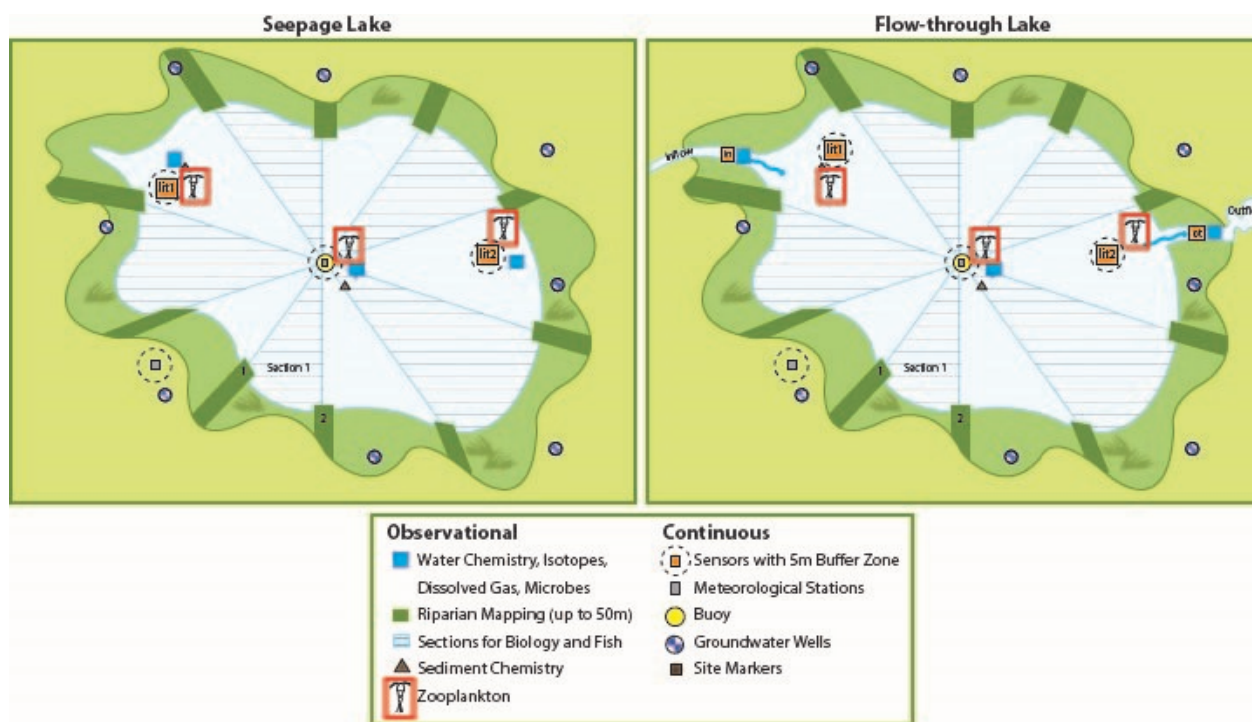 Seepage Lake
Flow-through Lake
lit1
lit2
Section 1
1
2
Inflow
in
lit1
lit2
ot
Outfl
Section 1
1
2
Observational
Water Chemistry, Isotopes,
Dissolved Gas, Microbes
Riparian Mapping (up to 50m)
Sections for Biology and Fish
Sediment Chemistry
Zooplankton
Continuous
Sensors with 5m Buffer Zone
Meteorological Stations
Buoy
Groundwater Wells
Site Markers